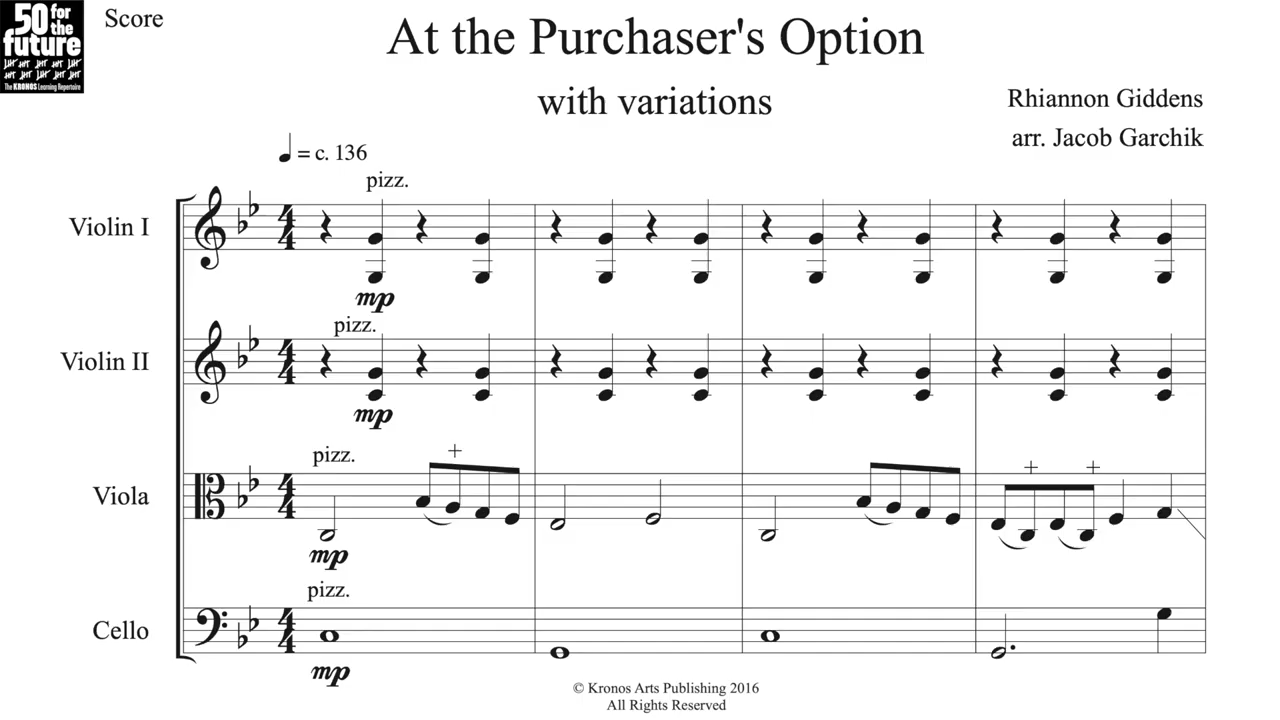 50 for the
future
The KRONOS Learning Repertoire
Score
At the Purchaser's Option
with variations
Rhiannon Giddens
arr. Jacob Garchik
= c. 136
pizz.
Violin I
mp
pizz.
Violin II
mp
pizz.
Viola
mp
pizz.
Cello
mp
© Kronos Arts Publishing 2016
All Rights Reserved